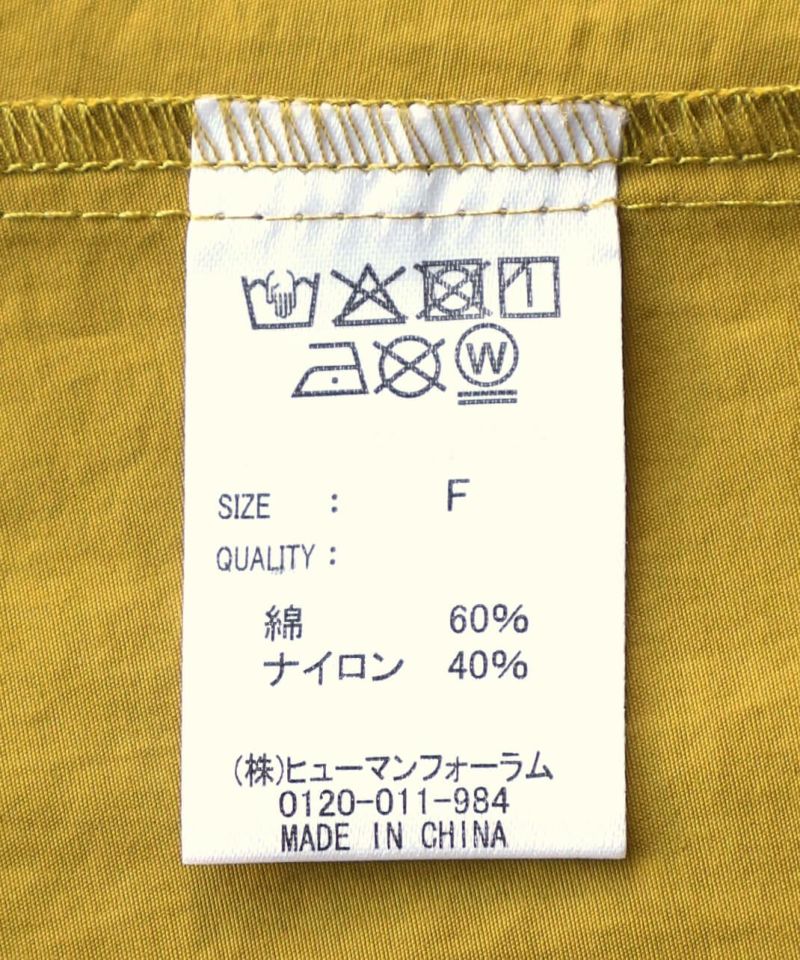 W
SIZE : F
QUALITY :
綿 60%
ナイロン 40%
(株)ヒューマンフォーラム
0120-011-984
MADE IN CHINA